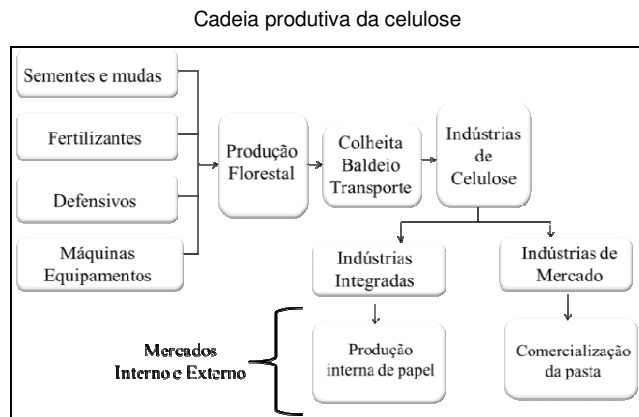 Cadeia produtiva da celulose
Sementes e mudas
Fertilizantes
Defensivos
Máquinas
Equipamentos
Produção
Florestal
Colheita
Baldeio
Transporte
Indústrias
de
Celulose
Indústrias
Integradas
Indústrias de
Mercado
Mercados
Interno e Externo
Produção
interna de papel
Comercialização
da pasta